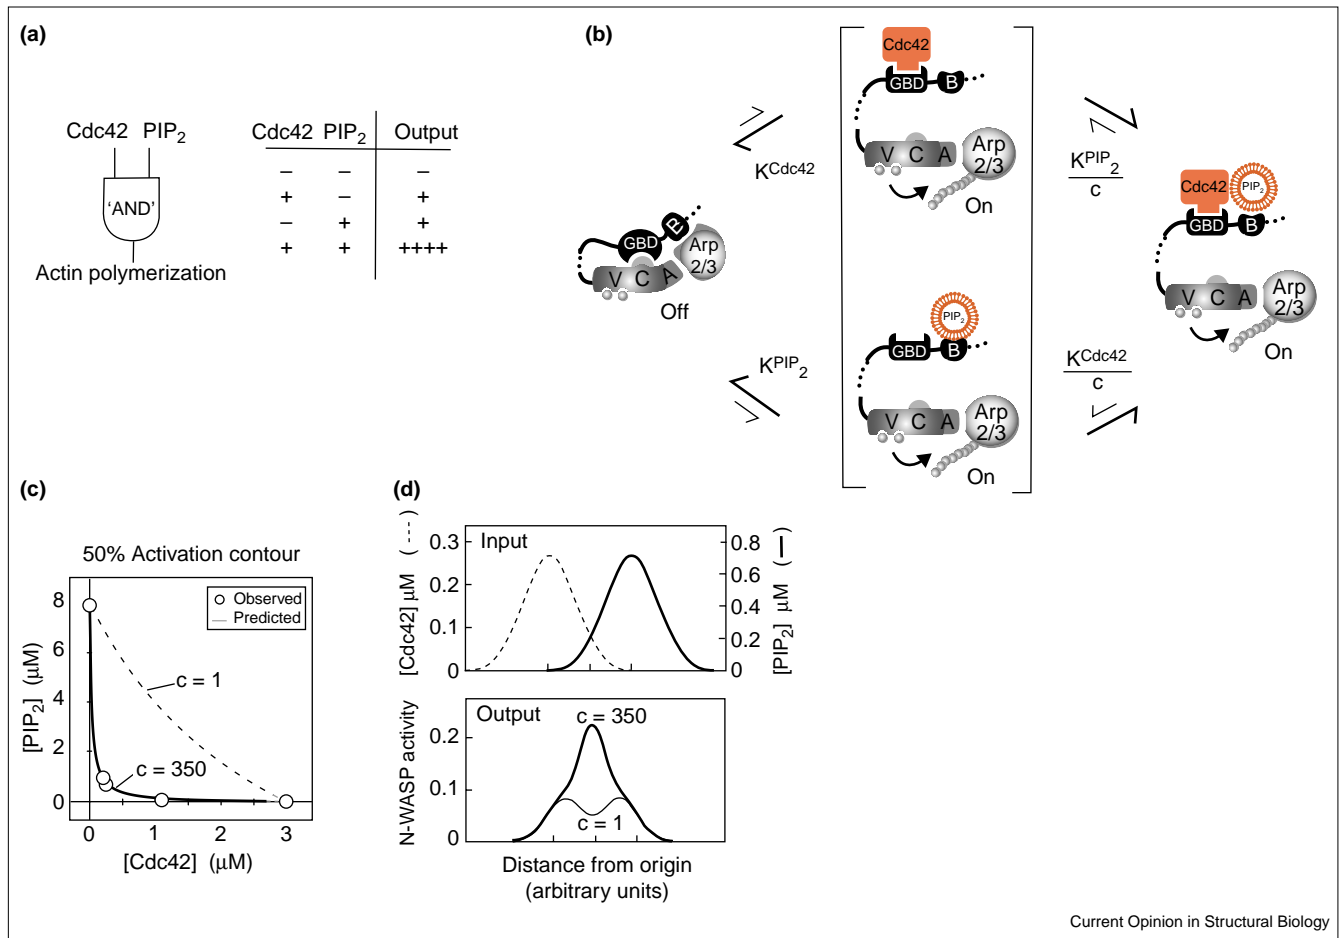 (a)
Cdc42 PIP2
'AND'
Actin polymerization
Cdc42 PIP2 Output
– – –
+ – +
– + +
+ + ++++
(b)
Cdc42
GBD B
V C A Arp 2/3
On
KCdc42
KPIP2
c
GBD B
V C A Arp 2/3
Off
Cdc42 PIP2
GBD B
V C A Arp 2/3
On
PIP2
GBD B
V C A Arp 2/3
On
KPIP2
KCdc42
c
(c)
50% Activation contour
[PIP2] (μM)
8
6
4
2
0
Observed
Predicted
c = 1
c = 350
0 1 2 3
[Cdc42] (μM)
(d)
Input
[Cdc42] μM (---)
0.3
0.2
0.1
0
[PIP2] μM (—)
0.8
0.6
0.4
0.2
0
Output
N-WASP activity
0.2
0.1
0
c = 350
c = 1
Distance from origin
(arbitrary units)
Current Opinion in Structural Biology